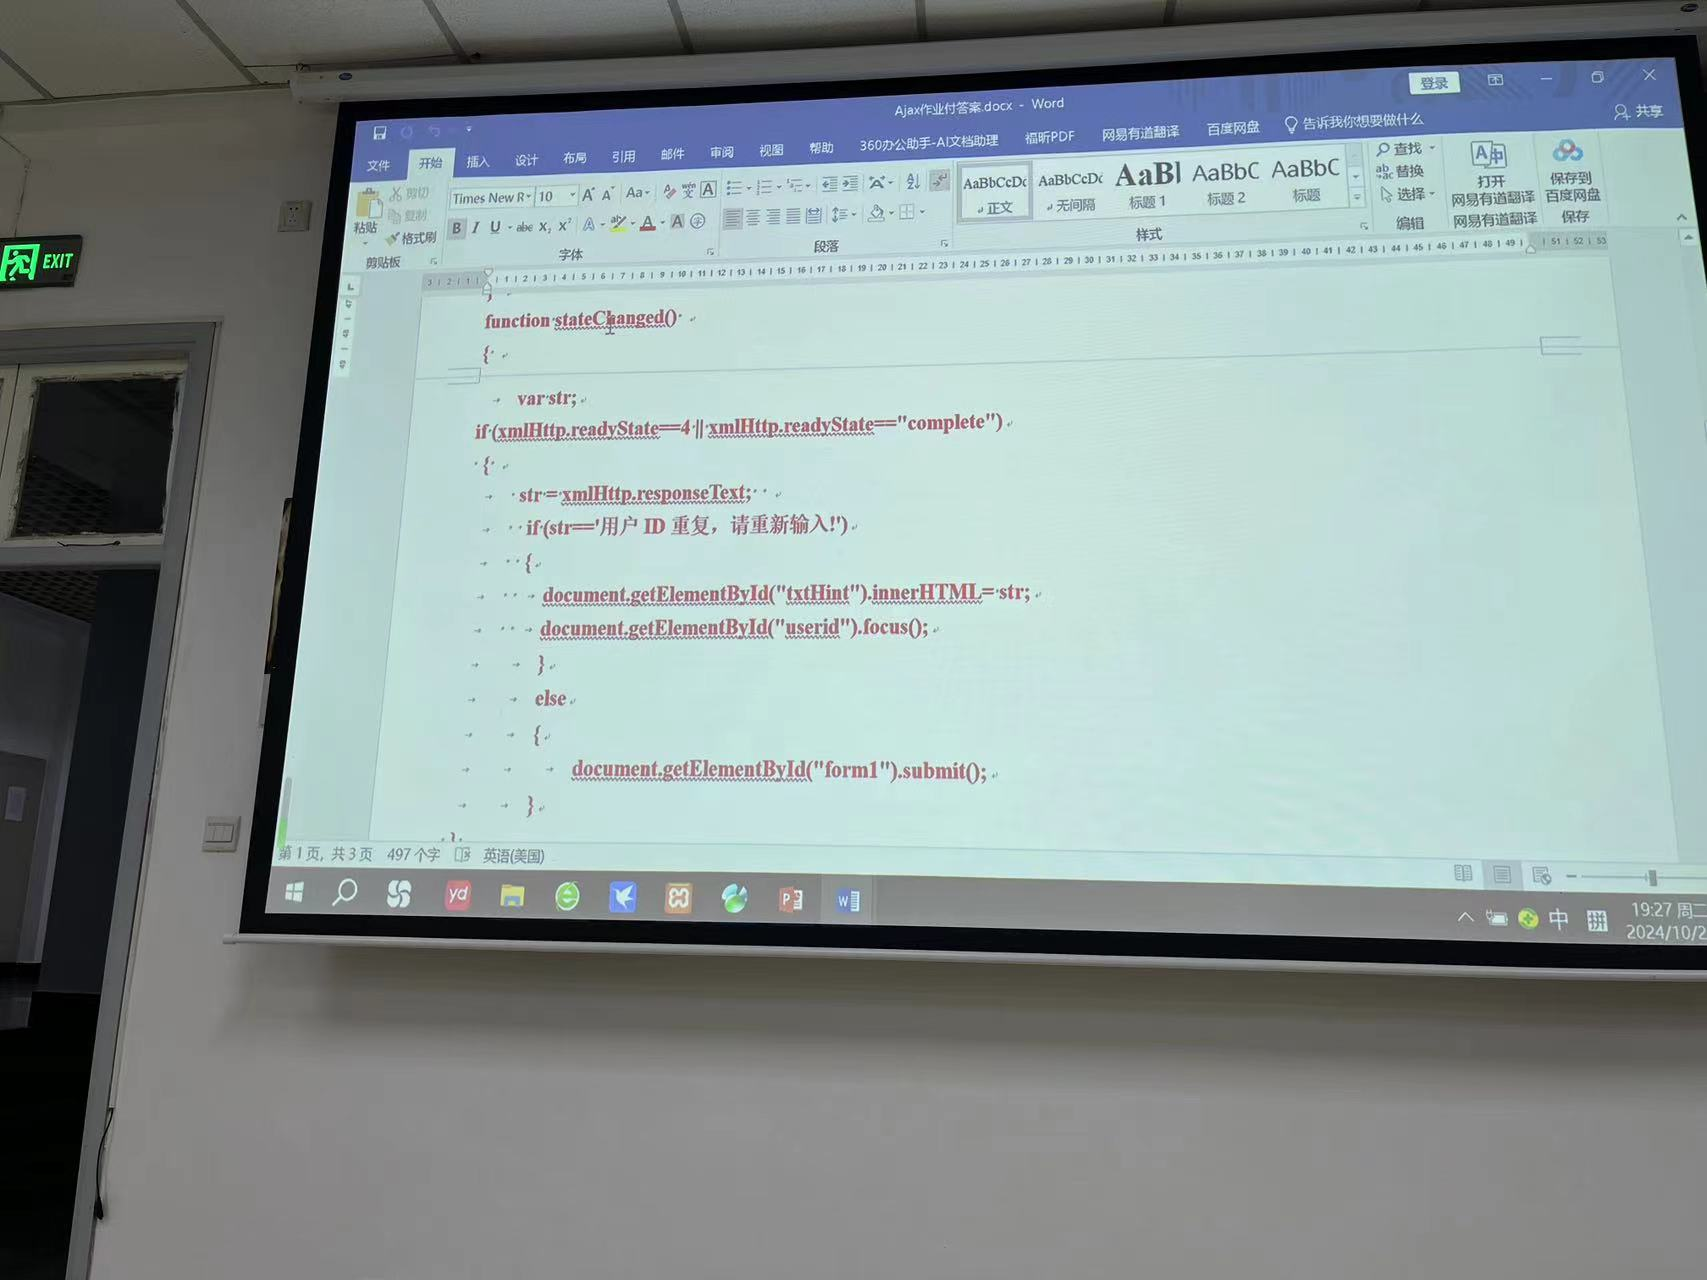 EXIT
Ajax作业付答案.docx - Word
登录
文件 开始 插入 设计 布局 引用 邮件 审阅 视图 帮助 360办公助手-AI文档助理 福昕PDF 网易有道翻译 百度网盘 告诉我你想要做什么 共享
粘贴 剪切 复制 格式刷
剪贴板
Times New R 10
B I U abc X₂ X²
字体
段落
AaBbCcDc AaBbCcDc AaBl AaBbC AaBbC
正文 无间隔 标题 1 标题 2 标题
样式
查找
替换
选择
编辑
打开
网易有道翻译
网易有道翻译
保存到
百度网盘
保存
function stateChanged()
{
var str;
if (xmlHttp.readyState==4 || xmlHttp.readyState=="complete")
{
str = xmlHttp.responseText;
if (str=='用户 ID 重复，请重新输入!')
{
document.getElementById("txtHint").innerHTML= str;
document.getElementById("userid").focus();
}
else
{
document.getElementById("form1").submit();
}
}
第 1 页, 共 3 页 497 个字 英语(美国)
yd
中 拼
19:27 周二
2024/10/2